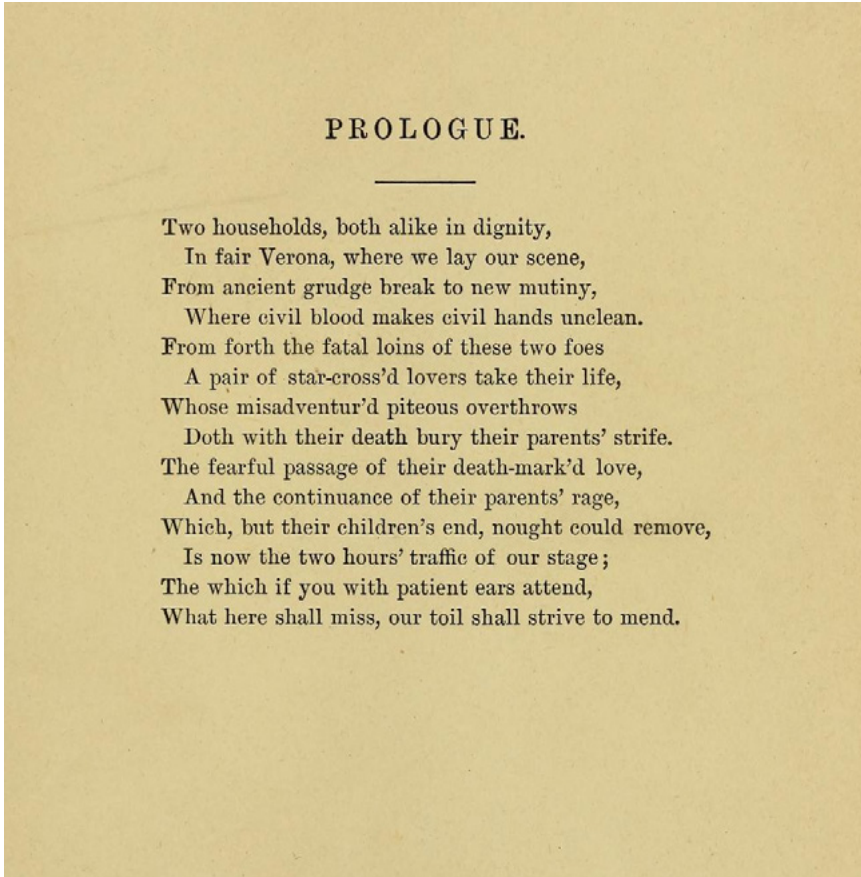 PROLOGUE.
Two households, both alike in dignity,
In fair Verona, where we lay our scene,
From ancient grudge break to new mutiny,
Where civil blood makes civil hands unclean.
From forth the fatal loins of these two foes
A pair of star-cross'd lovers take their life,
Whose misadventur'd piteous overthrows
Doth with their death bury their parents' strife.
The fearful passage of their death-mark'd love,
And the continuance of their parents' rage,
Which, but their children's end, nought could remove,
Is now the two hours' traffic of our stage;
The which if you with patient ears attend,
What here shall miss, our toil shall strive to mend.